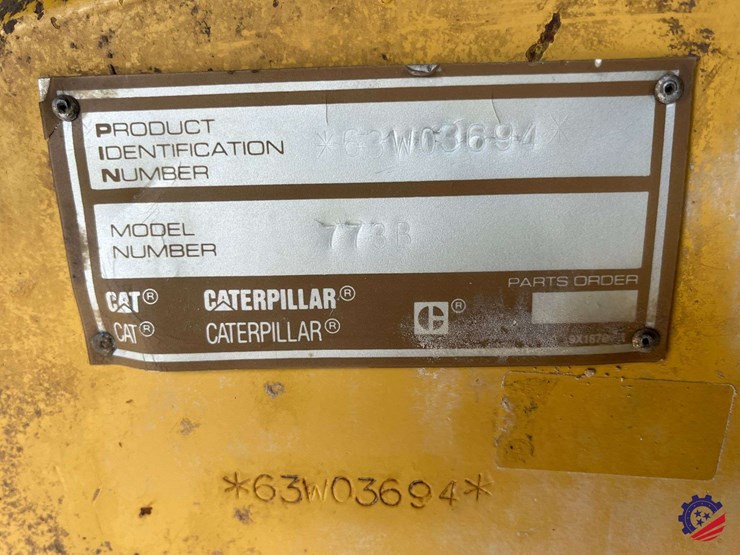 PRODUCT
IDENTIFICATION
NUMBER
*63W03694*
MODEL
NUMBER
773B
PARTS ORDER
CAT® CATERPILLAR®
CAT® CATERPILLAR®
C®
*63W03694*